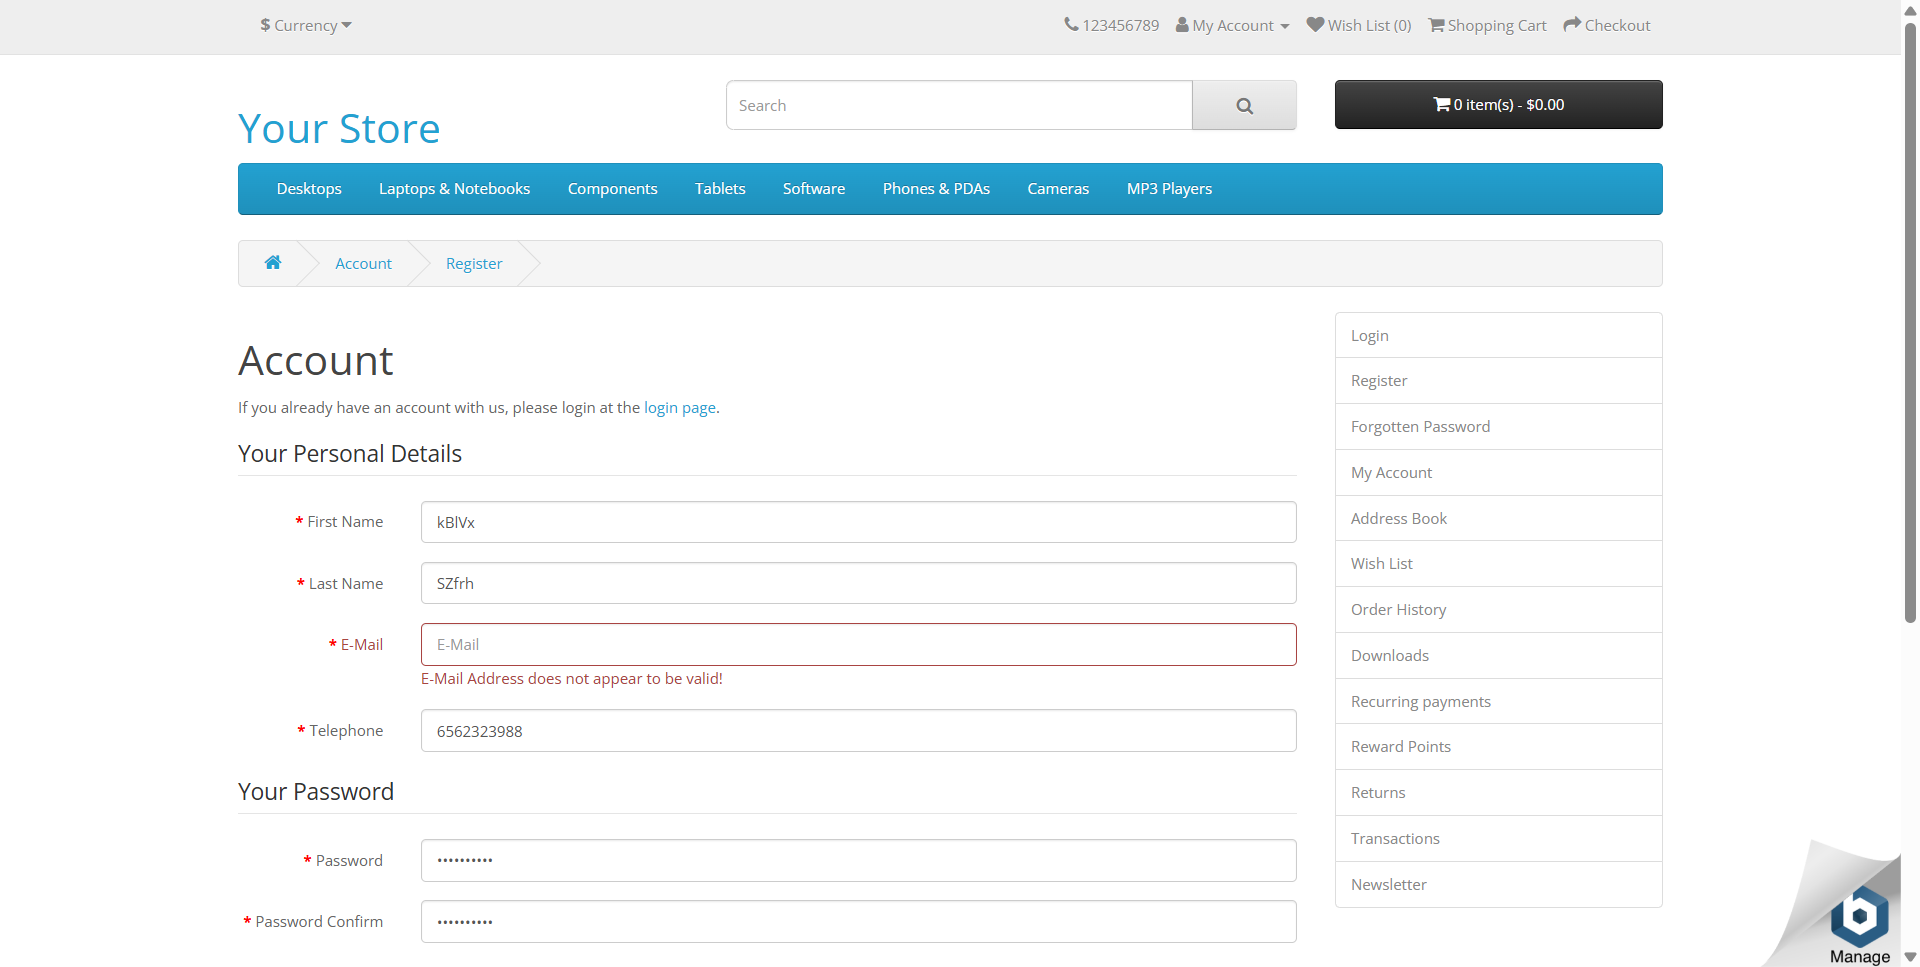 $ Currency
123456789 My Account Wish List (0) Shopping Cart Checkout
Your Store
Search
0 item(s) - $0.00
Desktops Laptops & Notebooks Components Tablets Software Phones & PDAs Cameras MP3 Players
Account Register
Account
If you already have an account with us, please login at the login page.
Your Personal Details
* First Name
kBlVx
* Last Name
SZfrh
* E-Mail
E-Mail
E-Mail Address does not appear to be valid!
* Telephone
6562323988
Your Password
* Password
••••••••••
* Password Confirm
••••••••••
Login
Register
Forgotten Password
My Account
Address Book
Wish List
Order History
Downloads
Recurring payments
Reward Points
Returns
Transactions
Newsletter
Manage